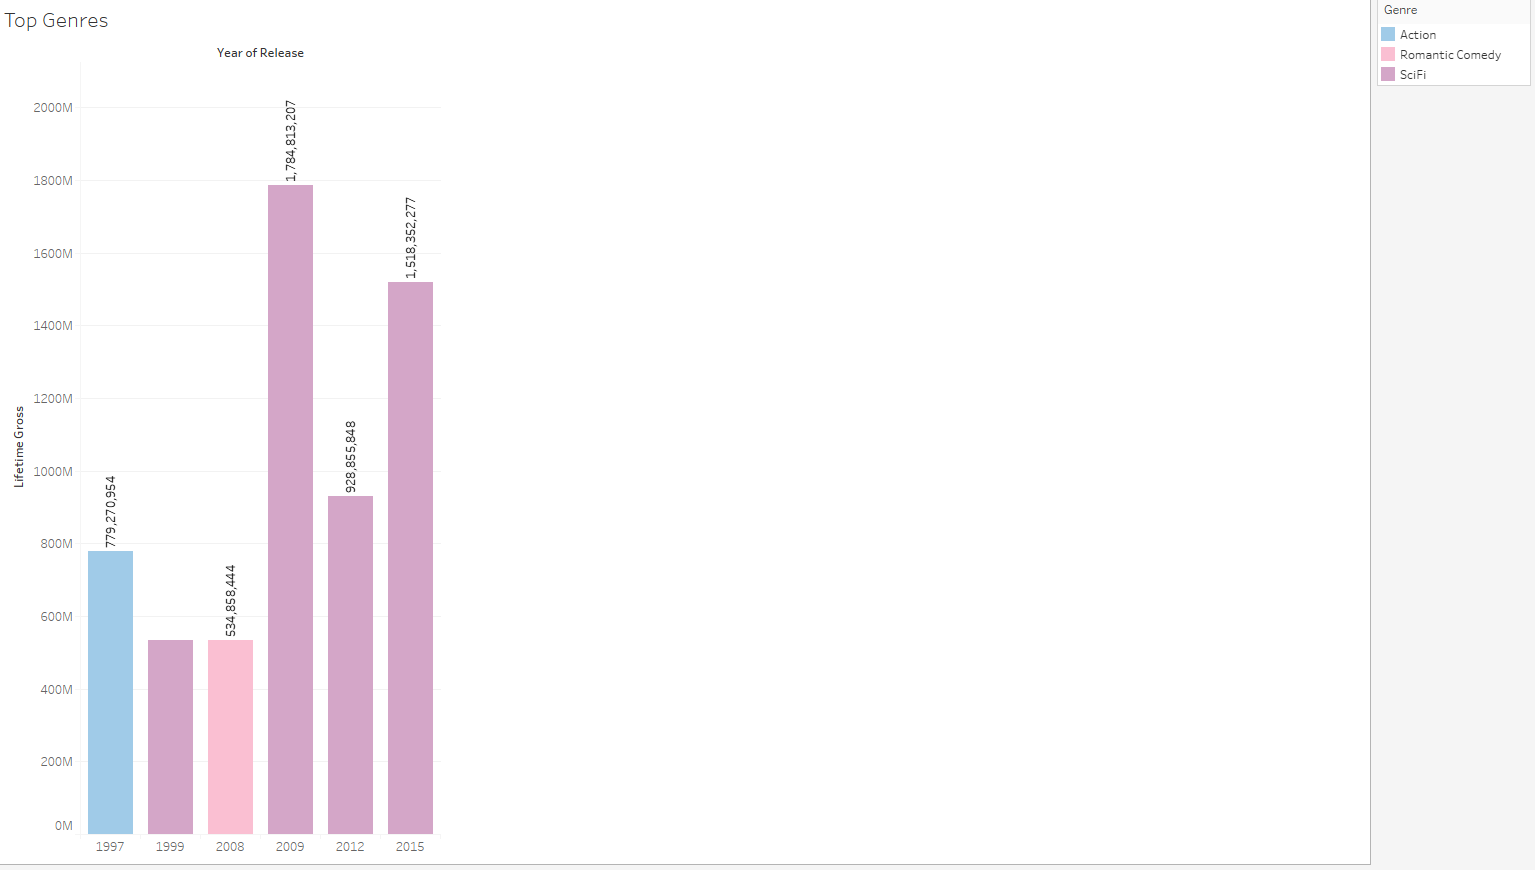 Top Genres
Year of Release
Lifetime Gross
2000M
1800M
1600M
1400M
1200M
1000M
800M
600M
400M
200M
0M
779,270,954
534,858,444
1,784,813,207
928,855,848
1,518,352,277
1997
1999
2008
2009
2012
2015
Genre
Action
Romantic Comedy
SciFi